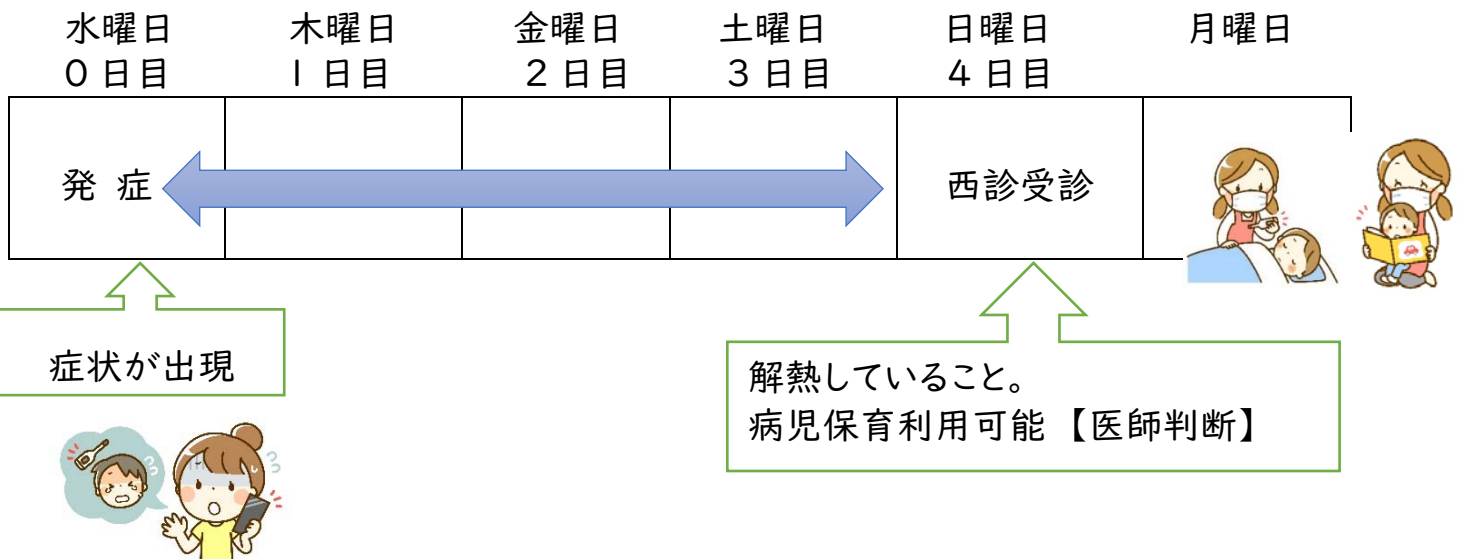 水曜日 木曜日 金曜日 土曜日 日曜日 月曜日
0日目 1日目 2日目 3日目 4日目
発 症 西診受診
症状が出現
解熱していること。
病児保育利用可能【医師判断】